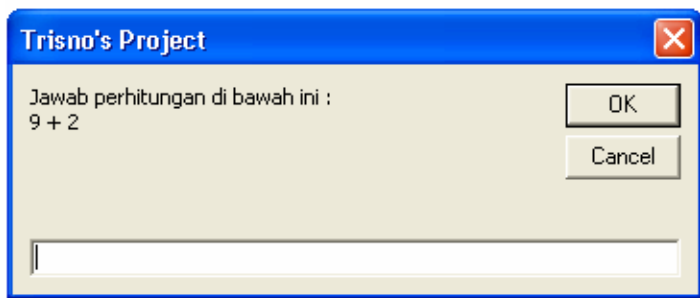 Trisno's Project
Jawab perhitungan di bawah ini :
9 + 2
OK
Cancel